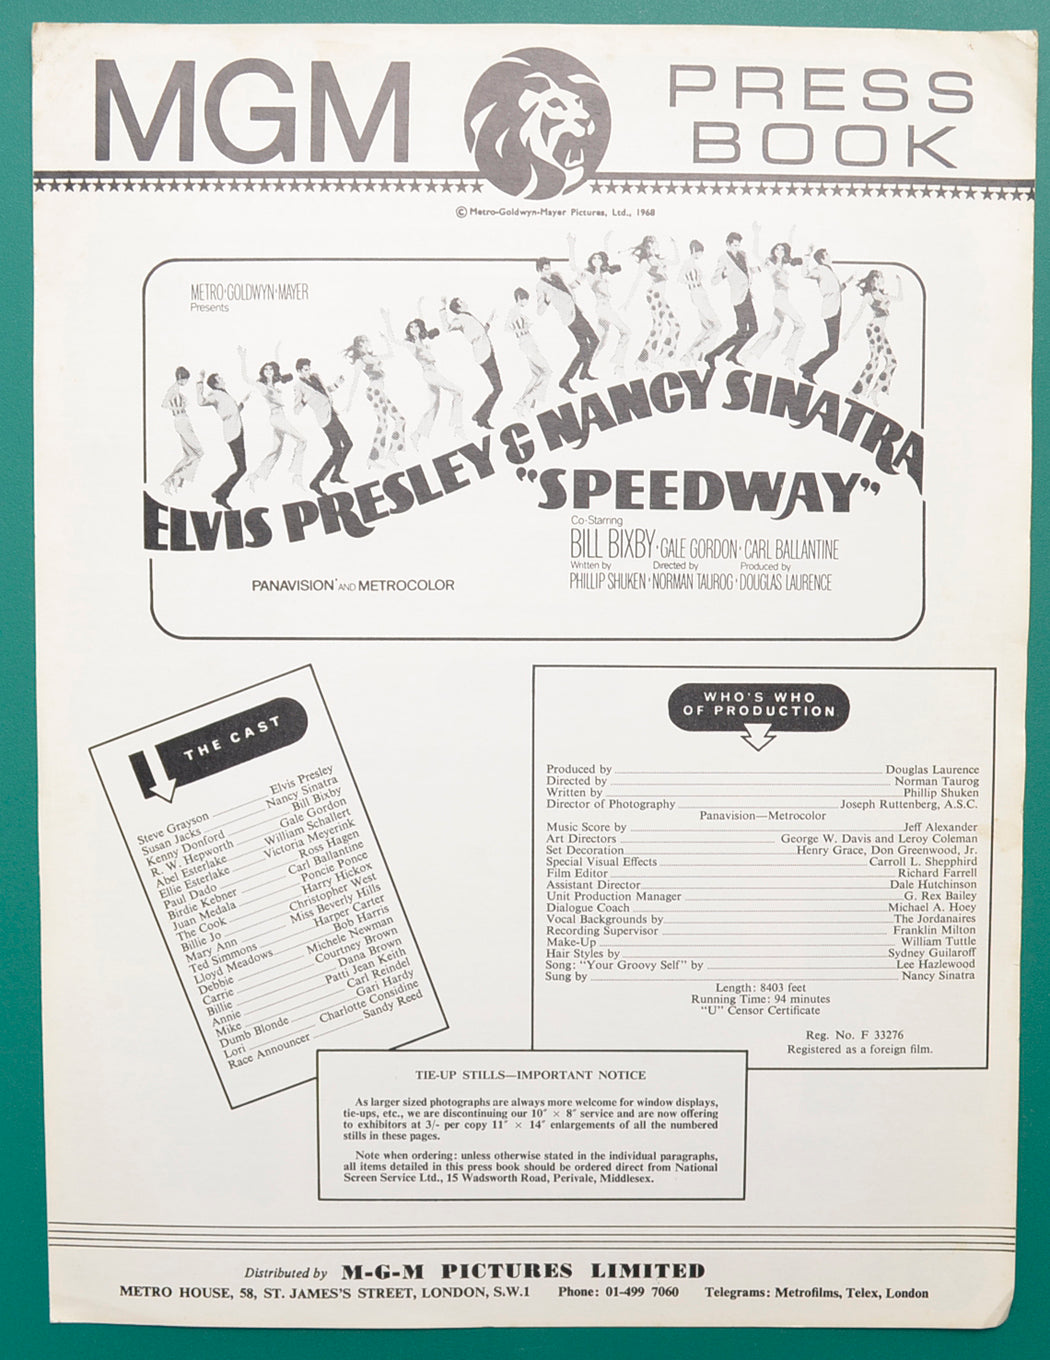 MGM PRESS BOOK
© Metro-Goldwyn-Mayer Pictures, Ltd., 1968
METRO·GOLDWYN·MAYER
Presents
ELVIS PRESLEY & NANCY SINATRA
"SPEEDWAY"
Co-Starring
BILL BIXBY · GALE GORDON · CARL BALLANTINE
Written by Directed by Produced by
PHILLIP SHUKEN · NORMAN TAUROG · DOUGLAS LAURENCE
PANAVISION® AND METROCOLOR
THE CAST
Steve Grayson Elvis Presley
Susan Jacks Nancy Sinatra
Kenny Donford Bill Bixby
R. W. Hepworth Gale Gordon
Abel Esterlake William Schallert
Ellie Esterlake Victoria Meyerink
Paul Dado Ross Hagen
Birdie Kebner Carl Ballantine
Juan Medala Poncie Ponce
The Cook Harry Hickox
Billie Jo Christopher West
Mary Ann Miss Beverly Hills
Ted Simmons Harper Carter
Lloyd Meadows Bob Harris
Debbie Michele Newman
Carrie Courtney Brown
Billie Dana Brown
Annie Patti Jean Keith
Mike Carl Reindel
Dumb Blonde Gari Hardy
Lori Charlotte Considine
Race Announcer Sandy Reed
WHO'S WHO
OF PRODUCTION
Produced by Douglas Laurence
Directed by Norman Taurog
Written by Phillip Shuken
Director of Photography Joseph Ruttenberg, A.S.C.
Panavision—Metrocolor
Music Score by Jeff Alexander
Art Directors George W. Davis and Leroy Coleman
Set Decoration Henry Grace, Don Greenwood, Jr.
Special Visual Effects Carroll L. Shepphird
Film Editor Richard Farrell
Assistant Director Dale Hutchinson
Unit Production Manager G. Rex Bailey
Dialogue Coach Michael A. Hoey
Vocal Backgrounds by The Jordanaires
Recording Supervisor Franklin Milton
Make-Up William Tuttle
Hair Styles by Sydney Guilaroff
Song: "Your Groovy Self" by Lee Hazlewood
Sung by Nancy Sinatra
Length: 8403 feet
Running Time: 94 minutes
"U" Censor Certificate
Reg. No. F 33276
Registered as a foreign film.
TIE-UP STILLS—IMPORTANT NOTICE
As larger sized photographs are always more welcome for window displays,
tie-ups, etc., we are discontinuing our 10″ × 8″ service and are now offering
to exhibitors at 3/- per copy 11″ × 14″ enlargements of all the numbered
stills in these pages.
Note when ordering: unless otherwise stated in the individual paragraphs,
all items detailed in this press book should be ordered direct from National
Screen Service Ltd., 15 Wadsworth Road, Perivale, Middlesex.
Distributed by M-G-M PICTURES LIMITED
METRO HOUSE, 58, ST. JAMES'S STREET, LONDON, S.W.1 Phone: 01-499 7060 Telegrams: Metrofilms, Telex, London